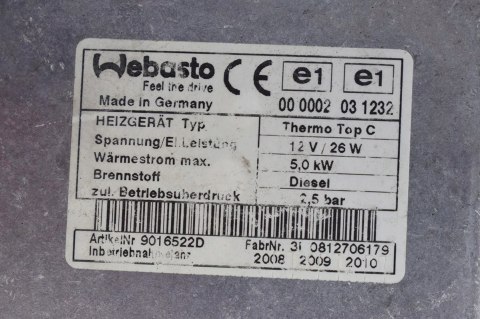 Webasto CE e1 e1
Feel the drive
Made in Germany 00 0002 03 1232
HEIZGERÄT Typ Thermo Top C
Spannung/El.Leistung 12 V / 26 W
Wärmestrom max. 5,0 kW
Brennstoff Diesel
zul. Betriebsüberdruck 2,5 bar
ArtikelNr 9016522D FabrNr. 0812706179
2008 2009 2010